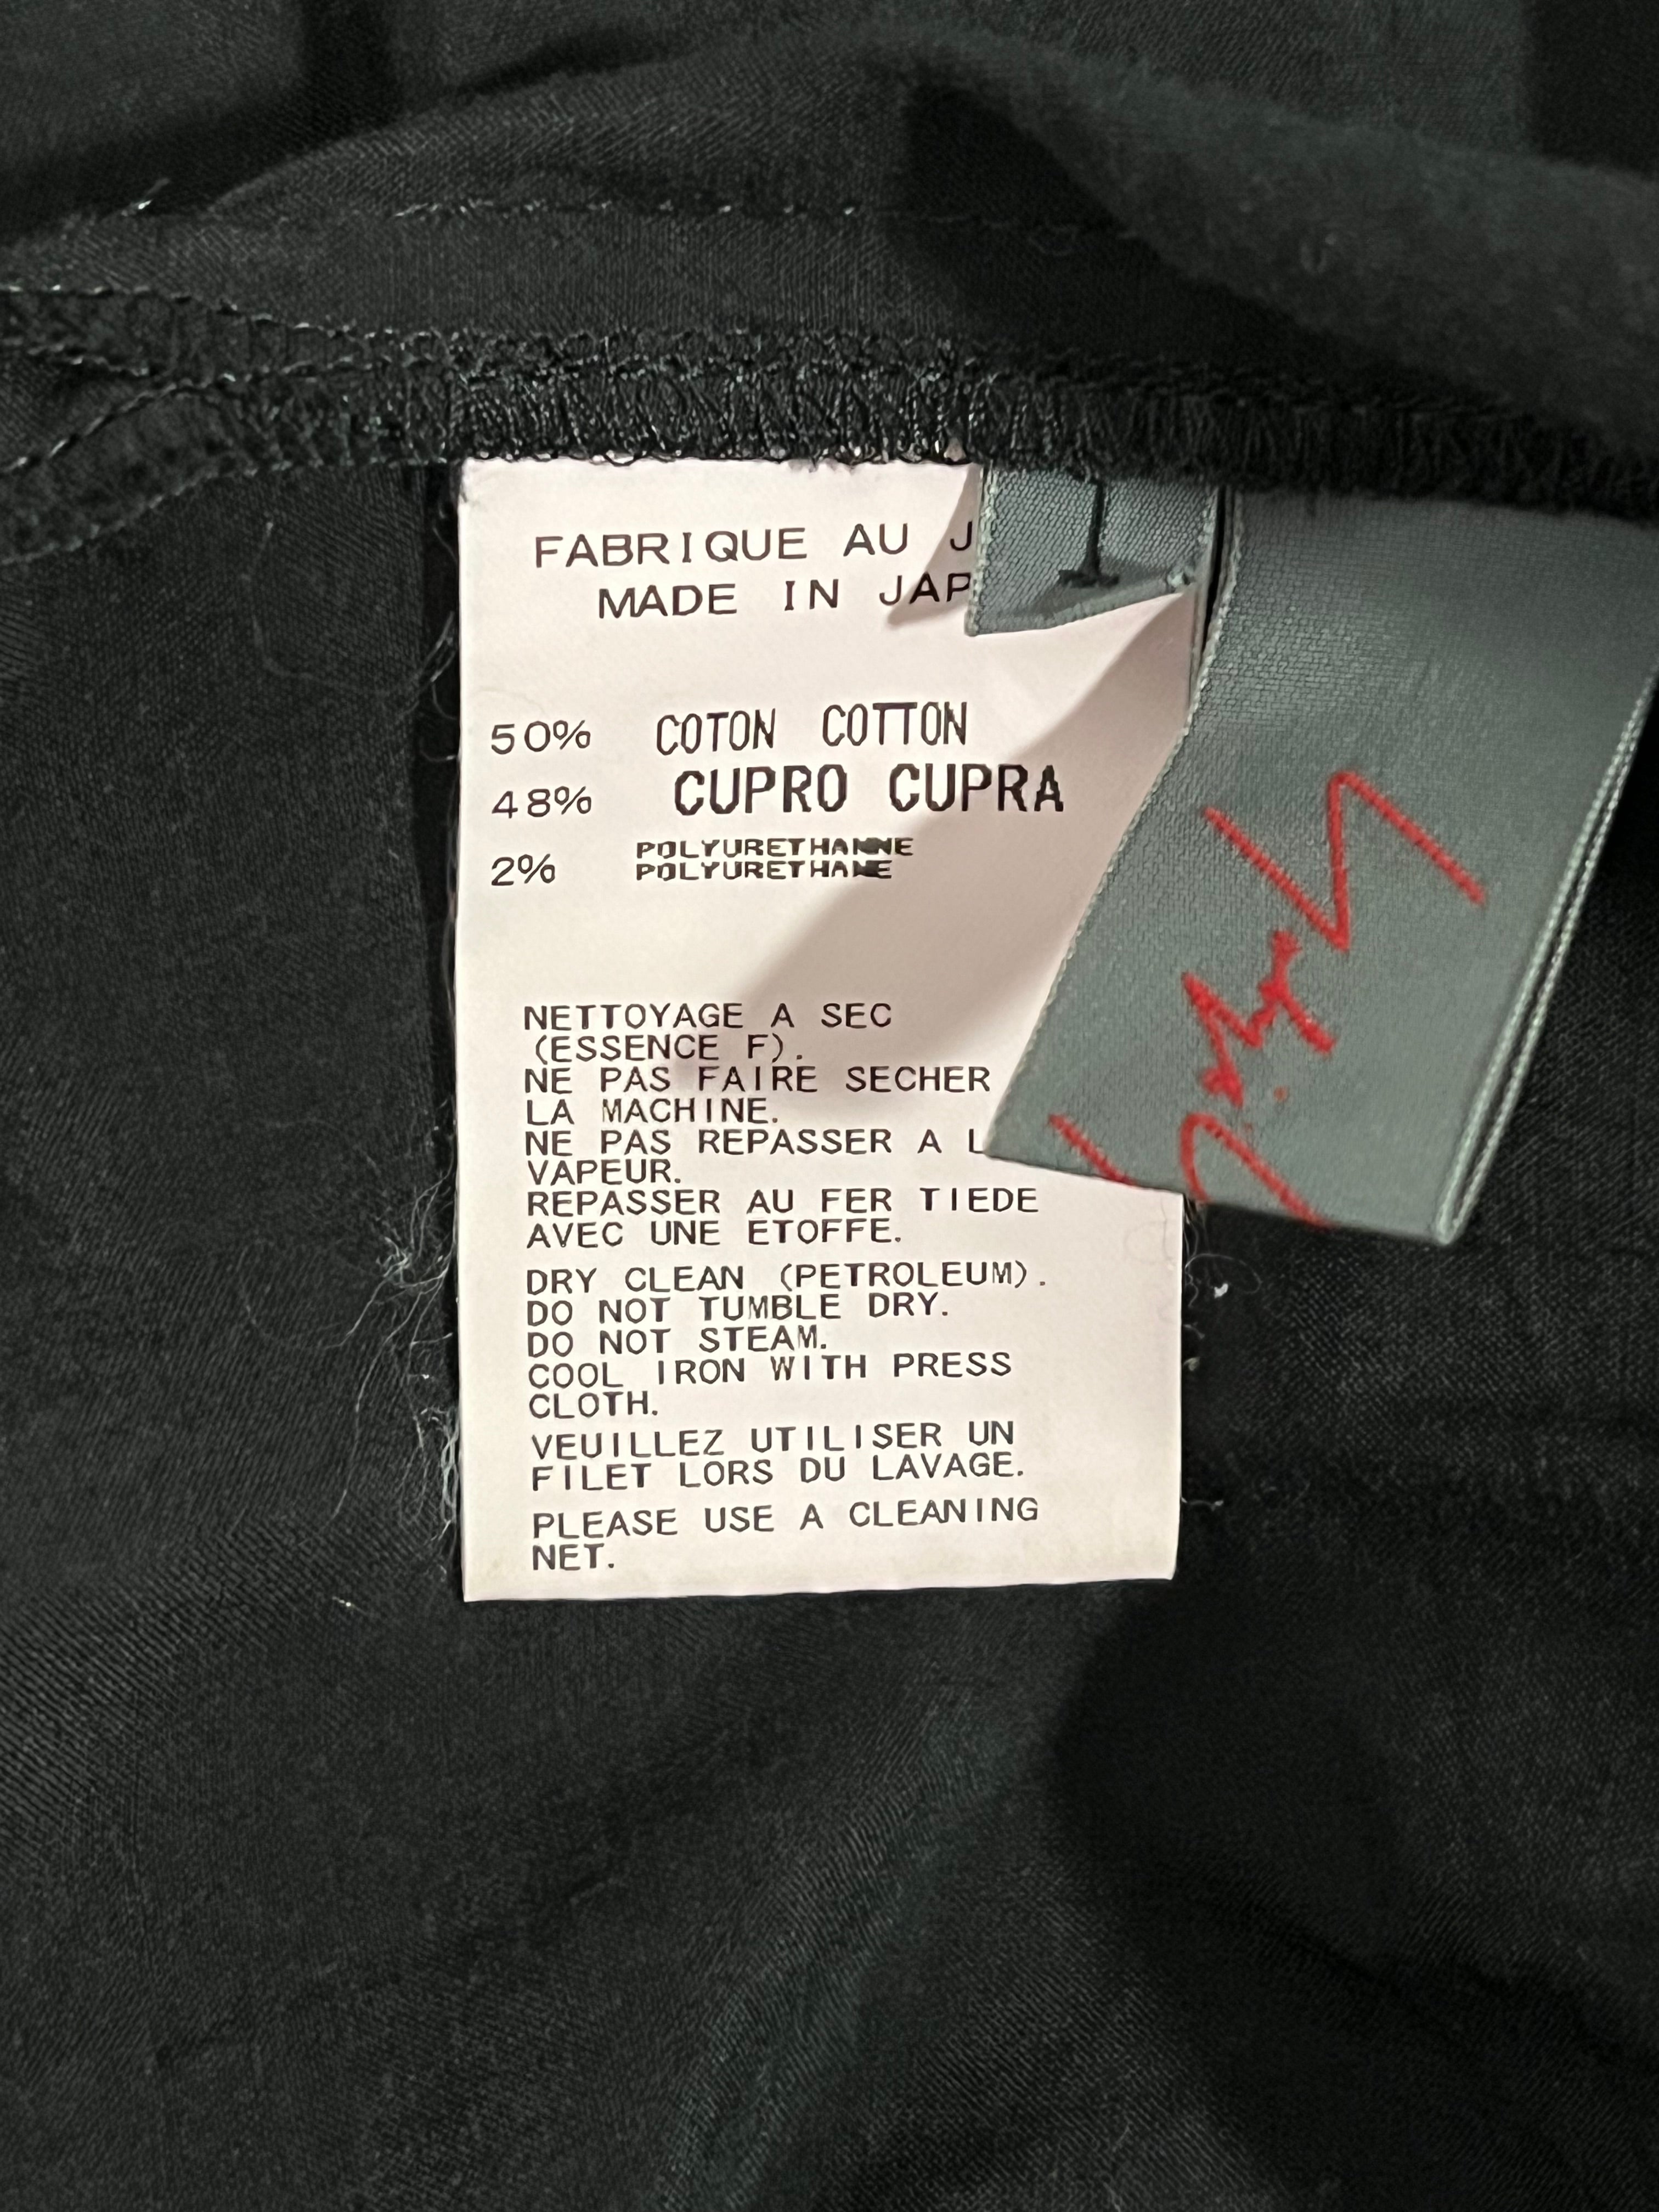 FABRIQUE AU J
MADE IN JAP
50% COTON COTTON
48% CUPRO CUPRA
2% POLYURETHANNE
POLYURETHANE
NETTOYAGE A SEC
(ESSENCE F).
NE PAS FAIRE SECHER
LA MACHINE.
NE PAS REPASSER A L
VAPEUR.
REPASSER AU FER TIEDE
AVEC UNE ETOFFE.
DRY CLEAN (PETROLEUM).
DO NOT TUMBLE DRY.
DO NOT STEAM.
COOL IRON WITH PRESS
CLOTH.
VEUILLEZ UTILISER UN
FILET LORS DU LAVAGE.
PLEASE USE A CLEANING
NET.